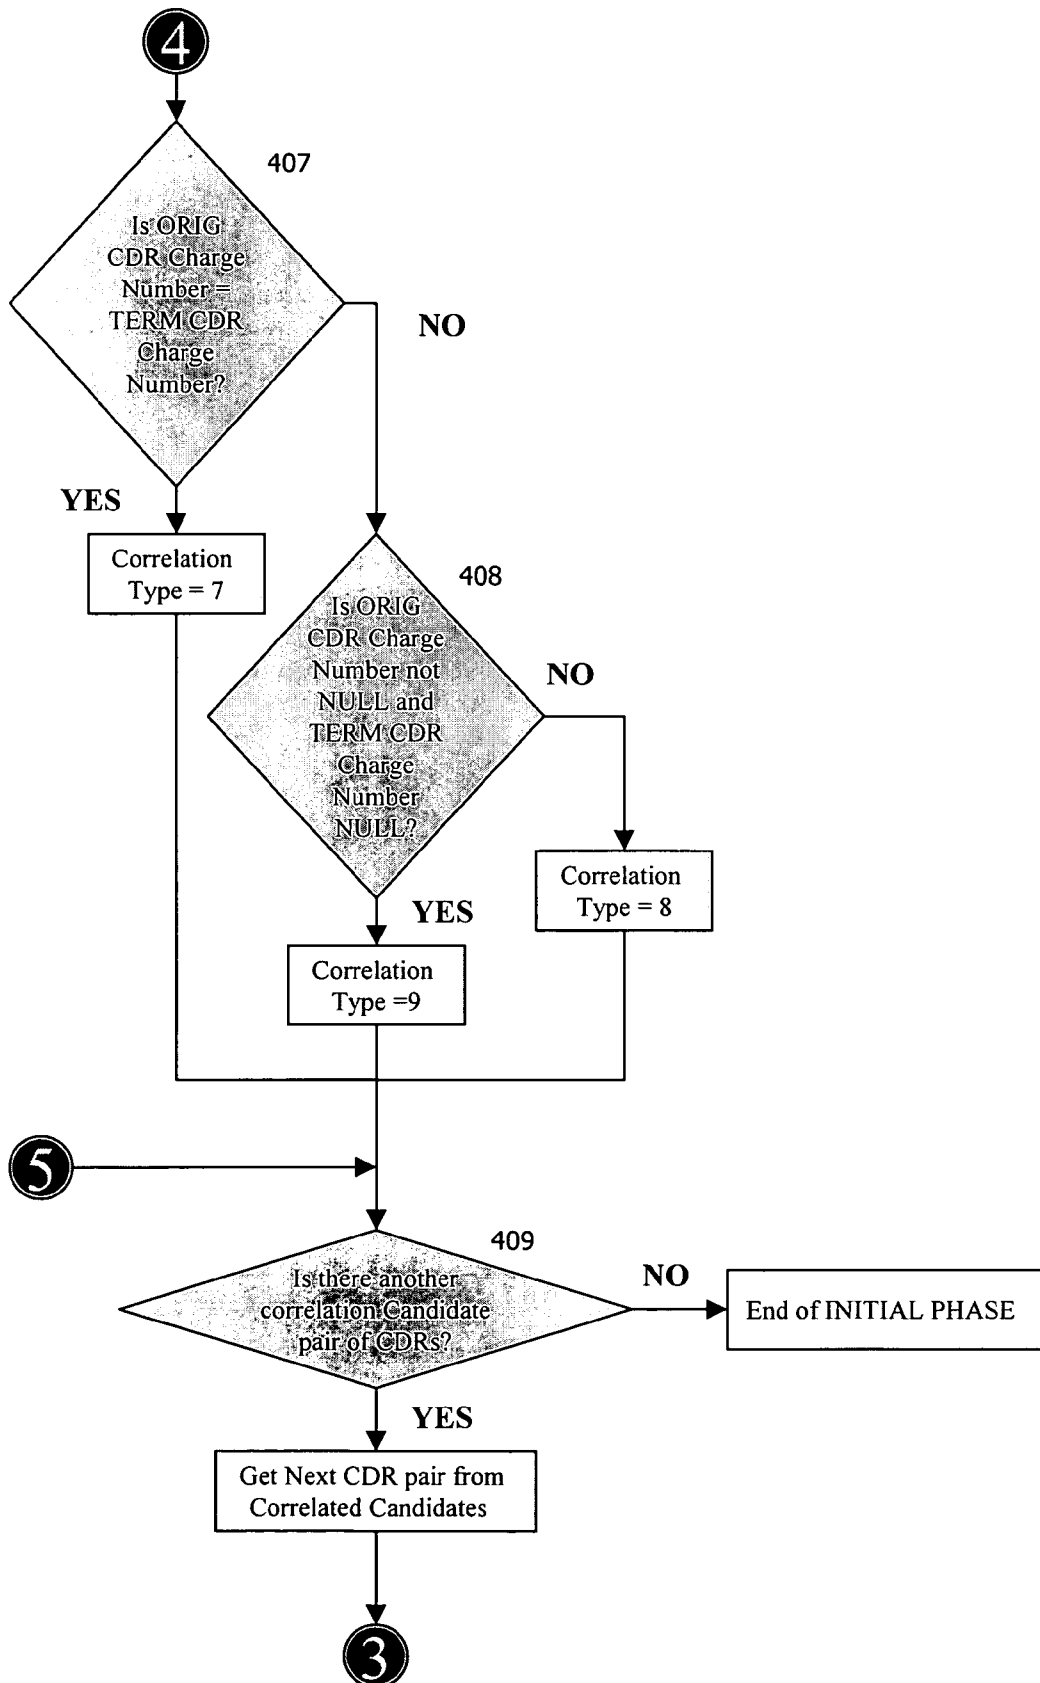 4
407
Is ORIG
CDR Charge
Number =
TERM CDR
Charge
Number?
NO
YES
Correlation
Type = 7
408
Is ORIG
CDR Charge
Number not
NULL and
TERM CDR
Charge
Number
NULL?
NO
Correlation
Type = 8
YES
Correlation
Type =9
5
409
Is there another
correlation Candidate
pair of CDRs?
NO
End of INITIAL PHASE
YES
Get Next CDR pair from
Correlated Candidates
3